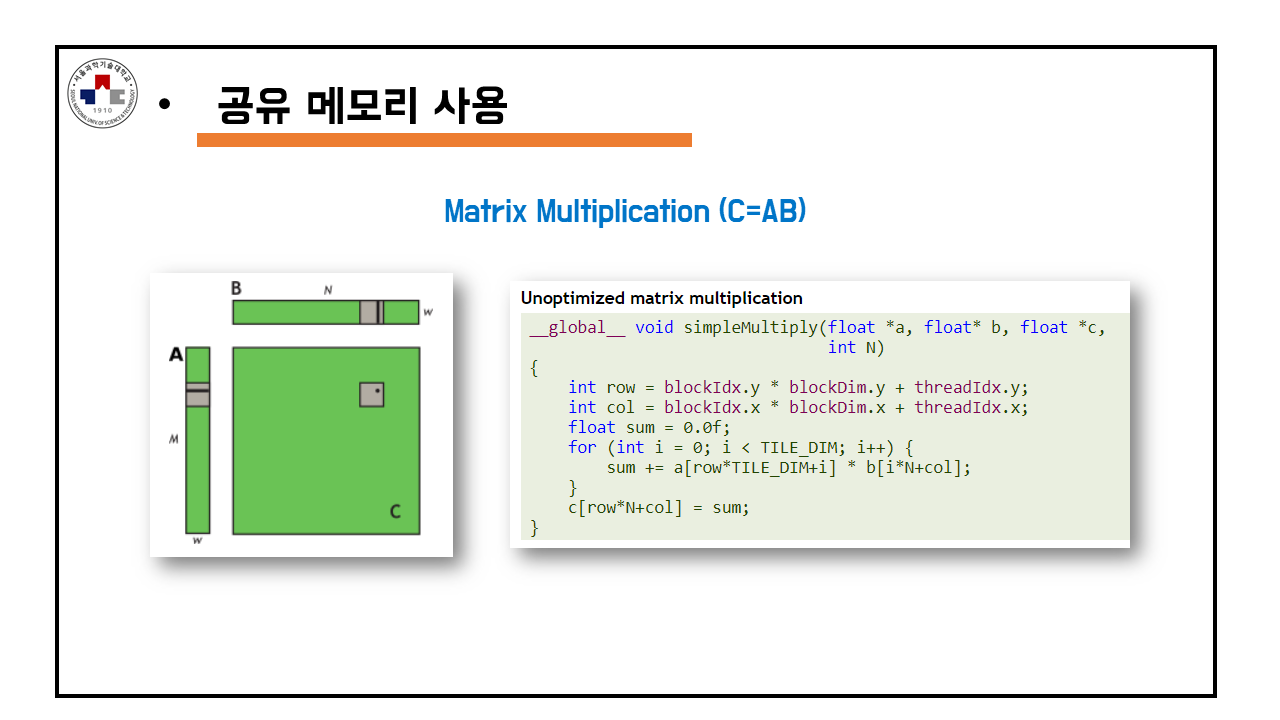 서울과학기술대학교
SEOUL NATIONAL UNIV. OF SCIENCE & TECHNOLOGY
1910
• 공유 메모리 사용
Matrix Multiplication (C=AB)
B
N
w
A
M
w
C
Unoptimized matrix multiplication
__global__ void simpleMultiply(float *a, float* b, float *c,
int N)
{
int row = blockIdx.y * blockDim.y + threadIdx.y;
int col = blockIdx.x * blockDim.x + threadIdx.x;
float sum = 0.0f;
for (int i = 0; i < TILE_DIM; i++) {
sum += a[row*TILE_DIM+i] * b[i*N+col];
}
c[row*N+col] = sum;
}